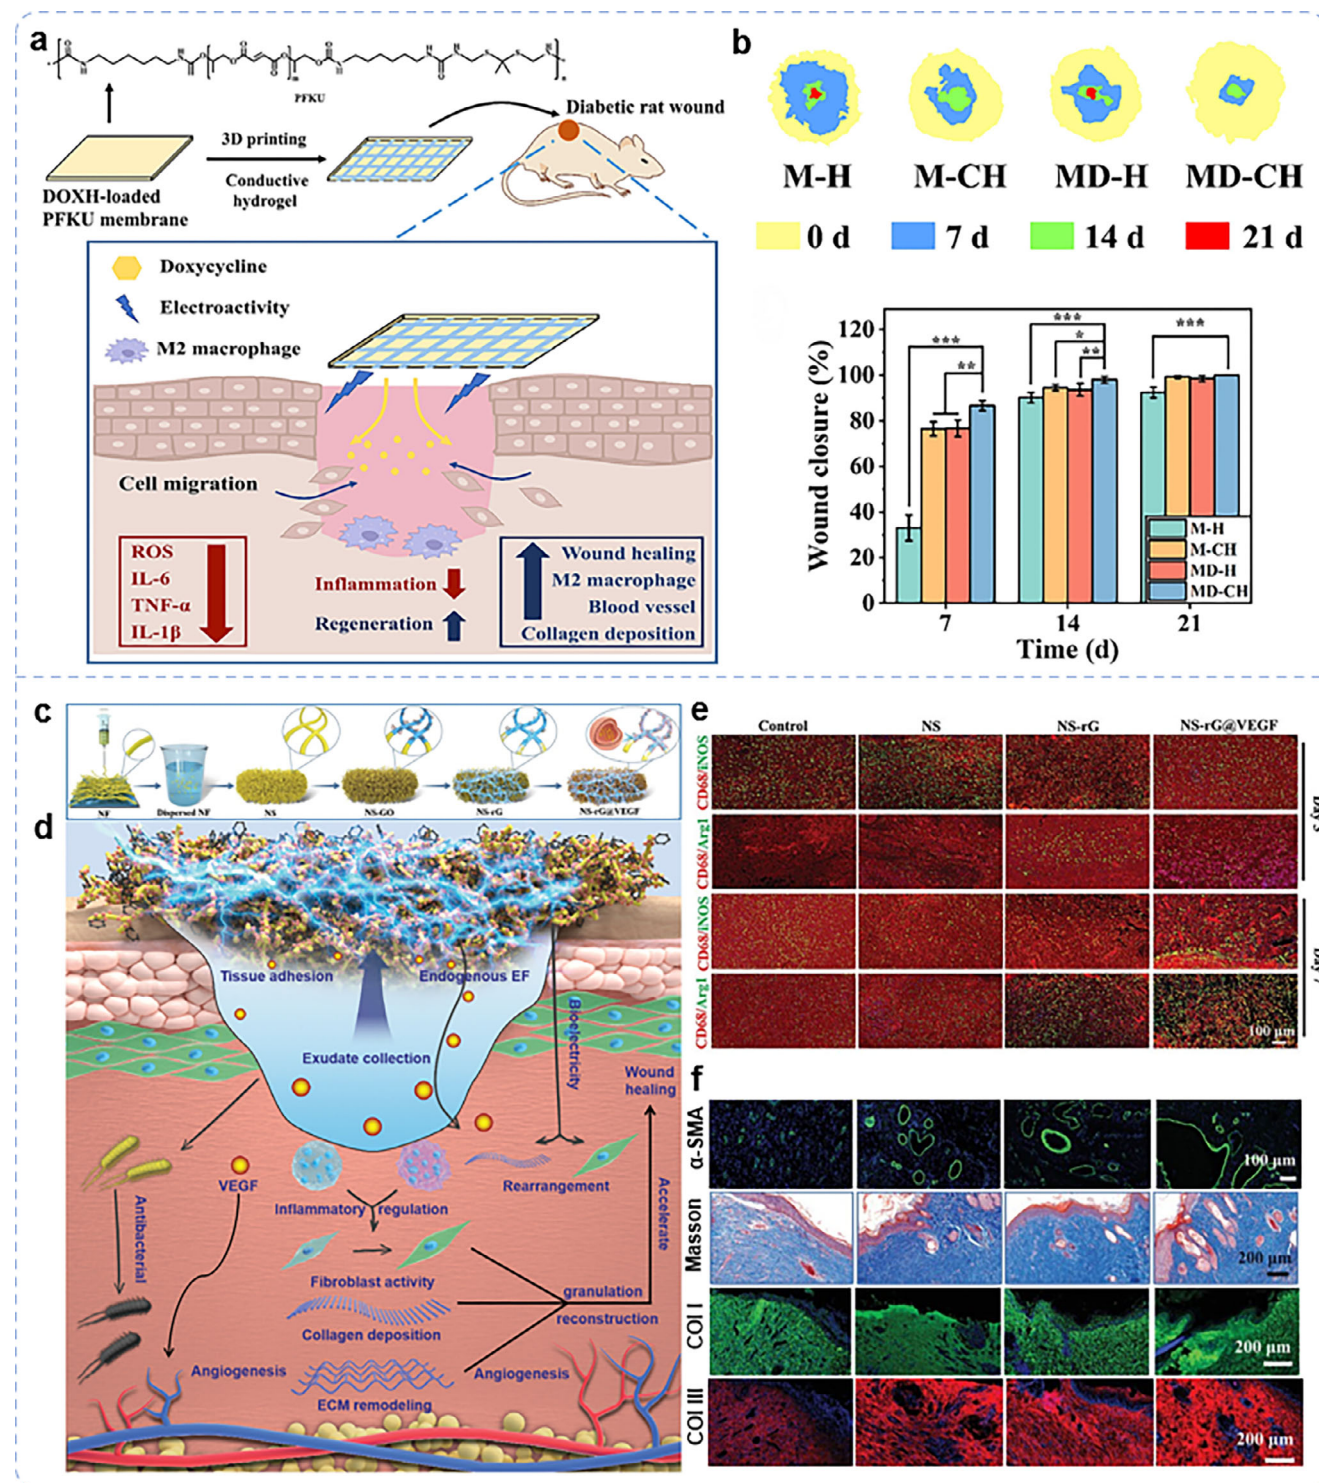 a
PFKU
3D printing
Conductive
hydrogel
DOXH-loaded
PFKU membrane
Diabetic rat wound
Doxycycline
Electroactivity
M2 macrophage
Cell migration
ROS
IL-6
TNF-α
IL-1β
Inflammation
Regeneration
Wound healing
M2 macrophage
Blood vessel
Collagen deposition
b
M-H M-CH MD-H MD-CH
0 d 7 d 14 d 21 d
Wound closure (%)
120
100
80
60
40
20
0
***
**
***
*
**
***
M-H
M-CH
MD-H
MD-CH
7 14 21
Time (d)
c
NF Dispersed NF NS NS-GO NS-rG NS-rG@VEGF
d
Tissue adhesion
Endogenous EF
Bioelectricity
Exudate collection
Wound
healing
VEGF
Antibacterial
Inflammatory regulation
Rearrangement
Accelerate
Fibroblast activity
granulation
reconstruction
Collagen deposition
Angiogenesis
Angiogenesis
ECM remodeling
e
Control NS NS-rG NS-rG@VEGF
CD68/iNOS
CD68/Arg1
CD68/iNOS
CD68/Arg1
100 μm
f
α-SMA
100 μm
Masson
200 μm
COI I
200 μm
COI III
200 μm